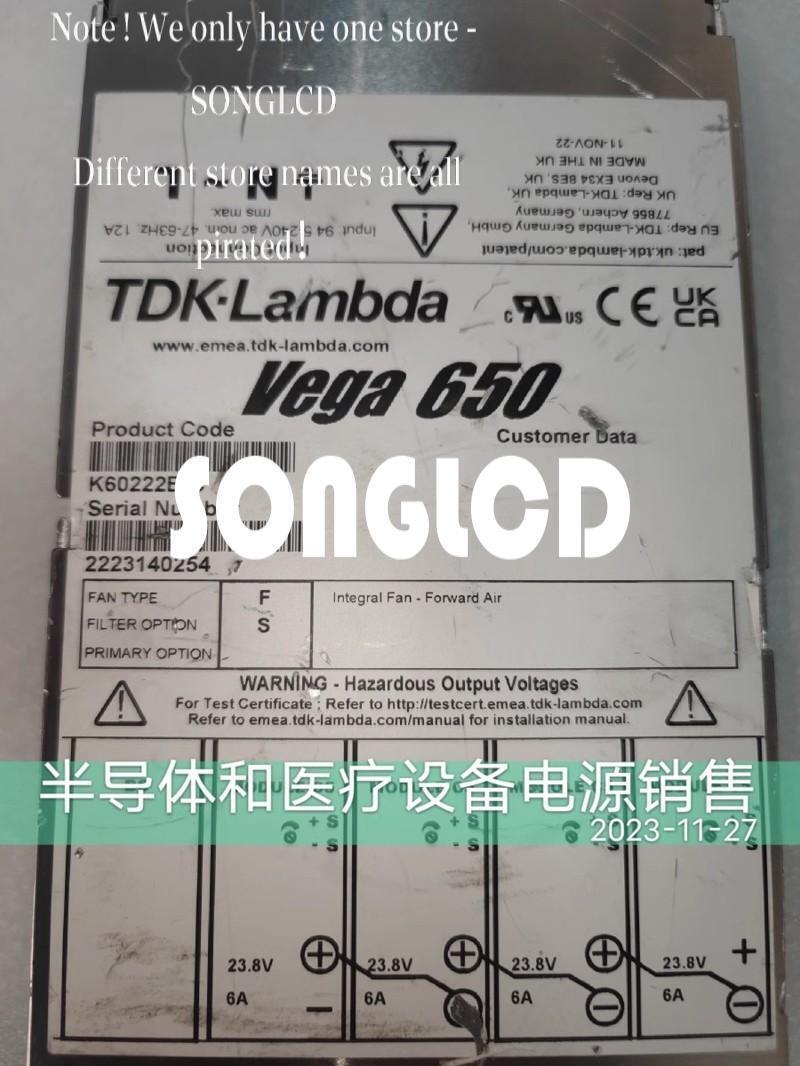 Note ! We only have one store -
SONGLCD
Different store names are all
pirated !
11-NOV-22
MADE IN THE UK
Devon EX34 8ES, UK
UK Rep: TDK-Lambda UK,
77855 Achern, Germany
EU Rep: TDK-Lambda Germany GmbH,
pat: uk.tdk-lambda.com/patent
rms max
240V ac nom, 47-63Hz, 12A
TDK·Lambda
c RU US CE UK CA
www.emea.tdk-lambda.com
Vega 650
Product Code
Customer Data
Serial
SONGLCD
2223140254
FAN TYPE F Integral Fan - Forward Air
FILTER OPTION S
PRIMARY OPTION
WARNING - Hazardous Output Voltages
For Test Certificate ; Refer to http://testcert.emea.tdk-lambda.com
Refer to emea.tdk-lambda.com/manual for installation manual.
半导体和医疗设备电源销售
2023-11-27
+ S + S S S
- S - S S S
23.8V + 23.8V + 23.8V + 23.8V +
6A - 6A 6A - 6A -